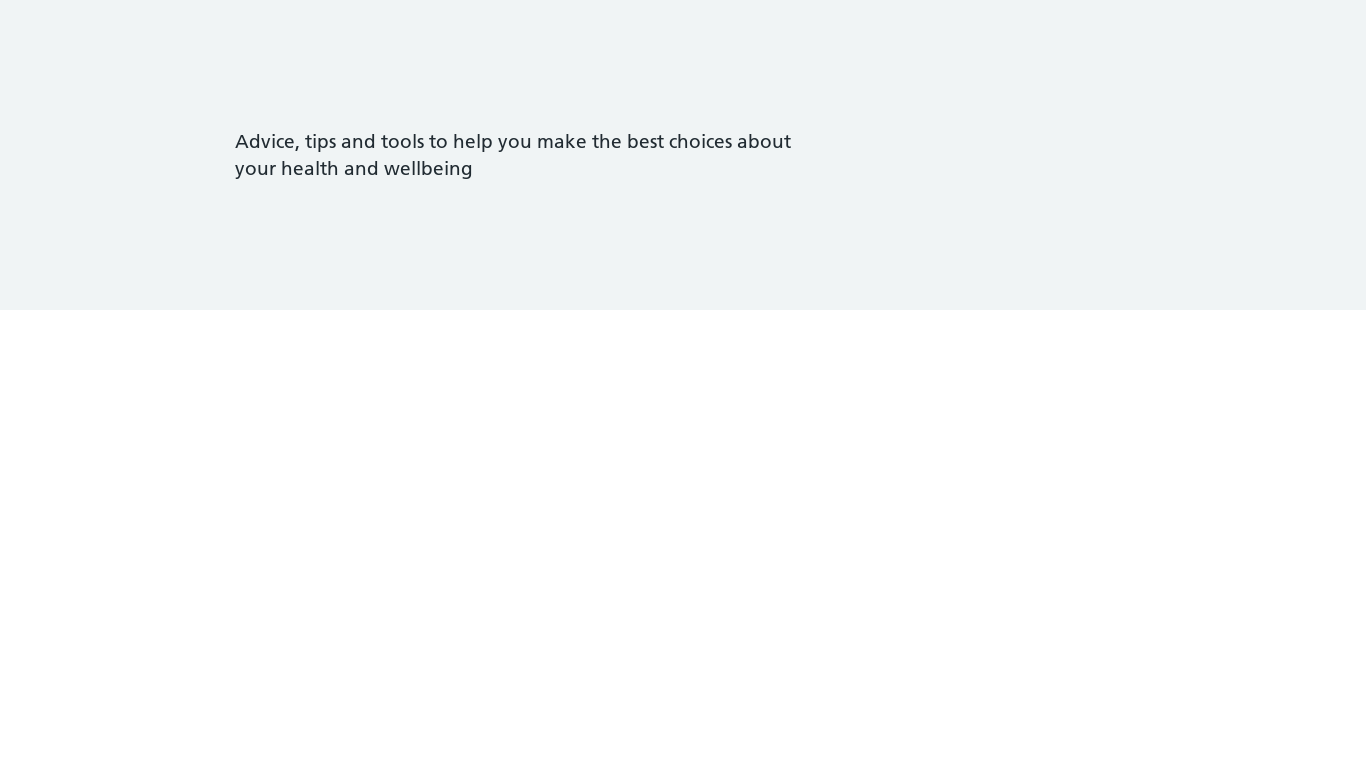 Advice, tips and tools to help you make the best choices about
your health and wellbeing